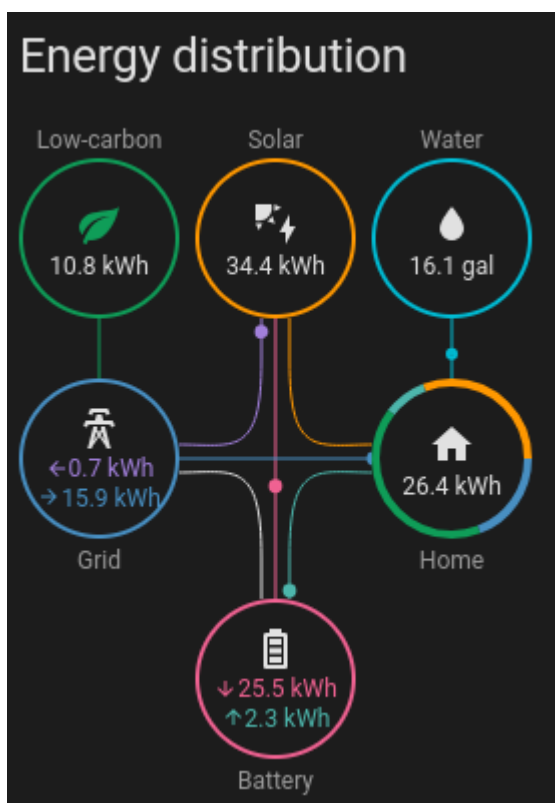 Energy distribution
Low-carbon
Solar
Water
10.8 kWh
34.4 kWh
16.1 gal
←0.7 kWh
→15.9 kWh
26.4 kWh
Grid
Home
↓25.5 kWh
↑2.3 kWh
Battery